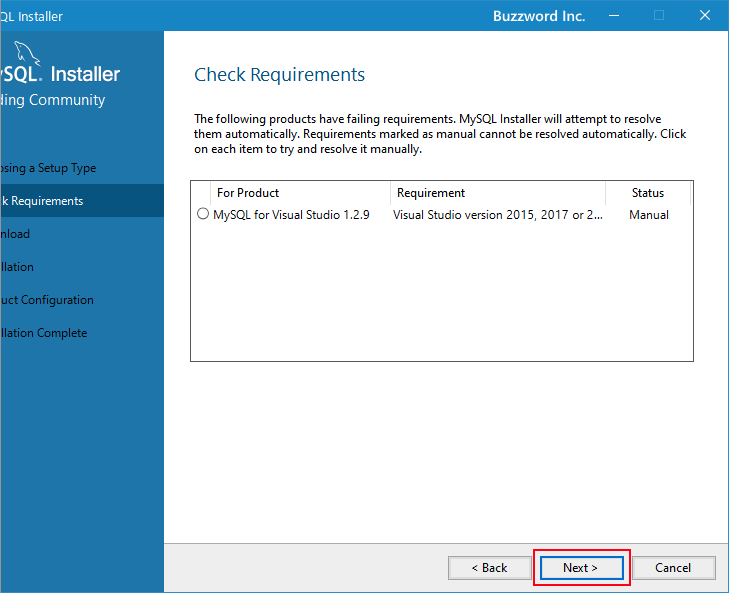 QL Installer
Buzzword Inc.
ySQL. Installer
ding Community
osing a Setup Type
k Requirements
nload
llation
uct Configuration
llation Complete
Check Requirements
The following products have failing requirements. MySQL Installer will attempt to resolve
them automatically. Requirements marked as manual cannot be resolved automatically. Click
on each item to try and resolve it manually.
For Product Requirement Status
MySQL for Visual Studio 1.2.9 Visual Studio version 2015, 2017 or 2... Manual
< Back Next > Cancel